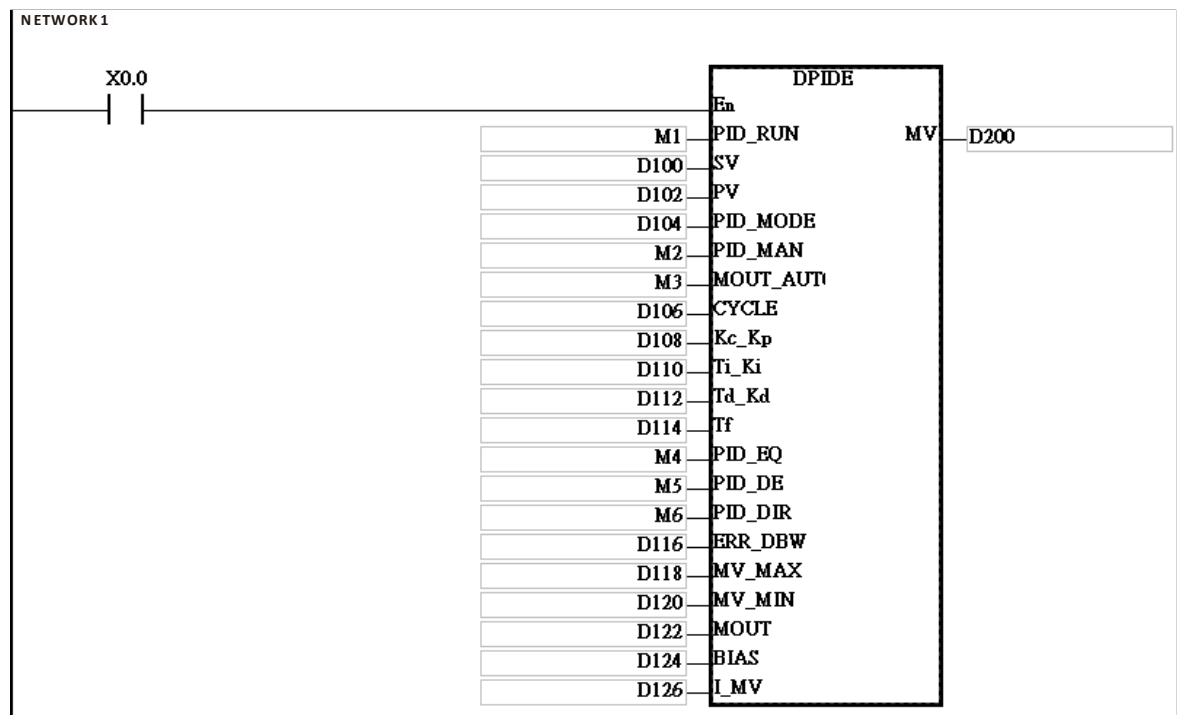 NETWORK 1
X0.0
DPIDE
En
M1 PID_RUN MV D200
D100 SV
D102 PV
D104 PID_MODE
M2 PID_MAN
M3 MOUT_AUT
D106 CYCLE
D108 Kc_Kp
D110 Ti_Ki
D112 Td_Kd
D114 Tf
M4 PID_EQ
M5 PID_DE
M6 PID_DIR
D116 ERR_DBW
D118 MV_MAX
D120 MV_MIN
D122 MOUT
D124 BIAS
D126 I_MV